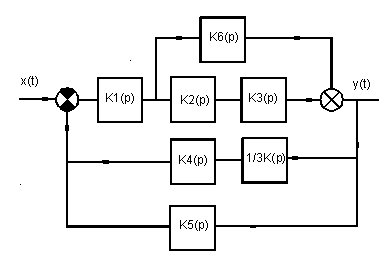 K6(p)
x(t)
y(t)
K1(p)
K2(p)
K3(p)
K4(p)
1/3K(p)
K5(p)